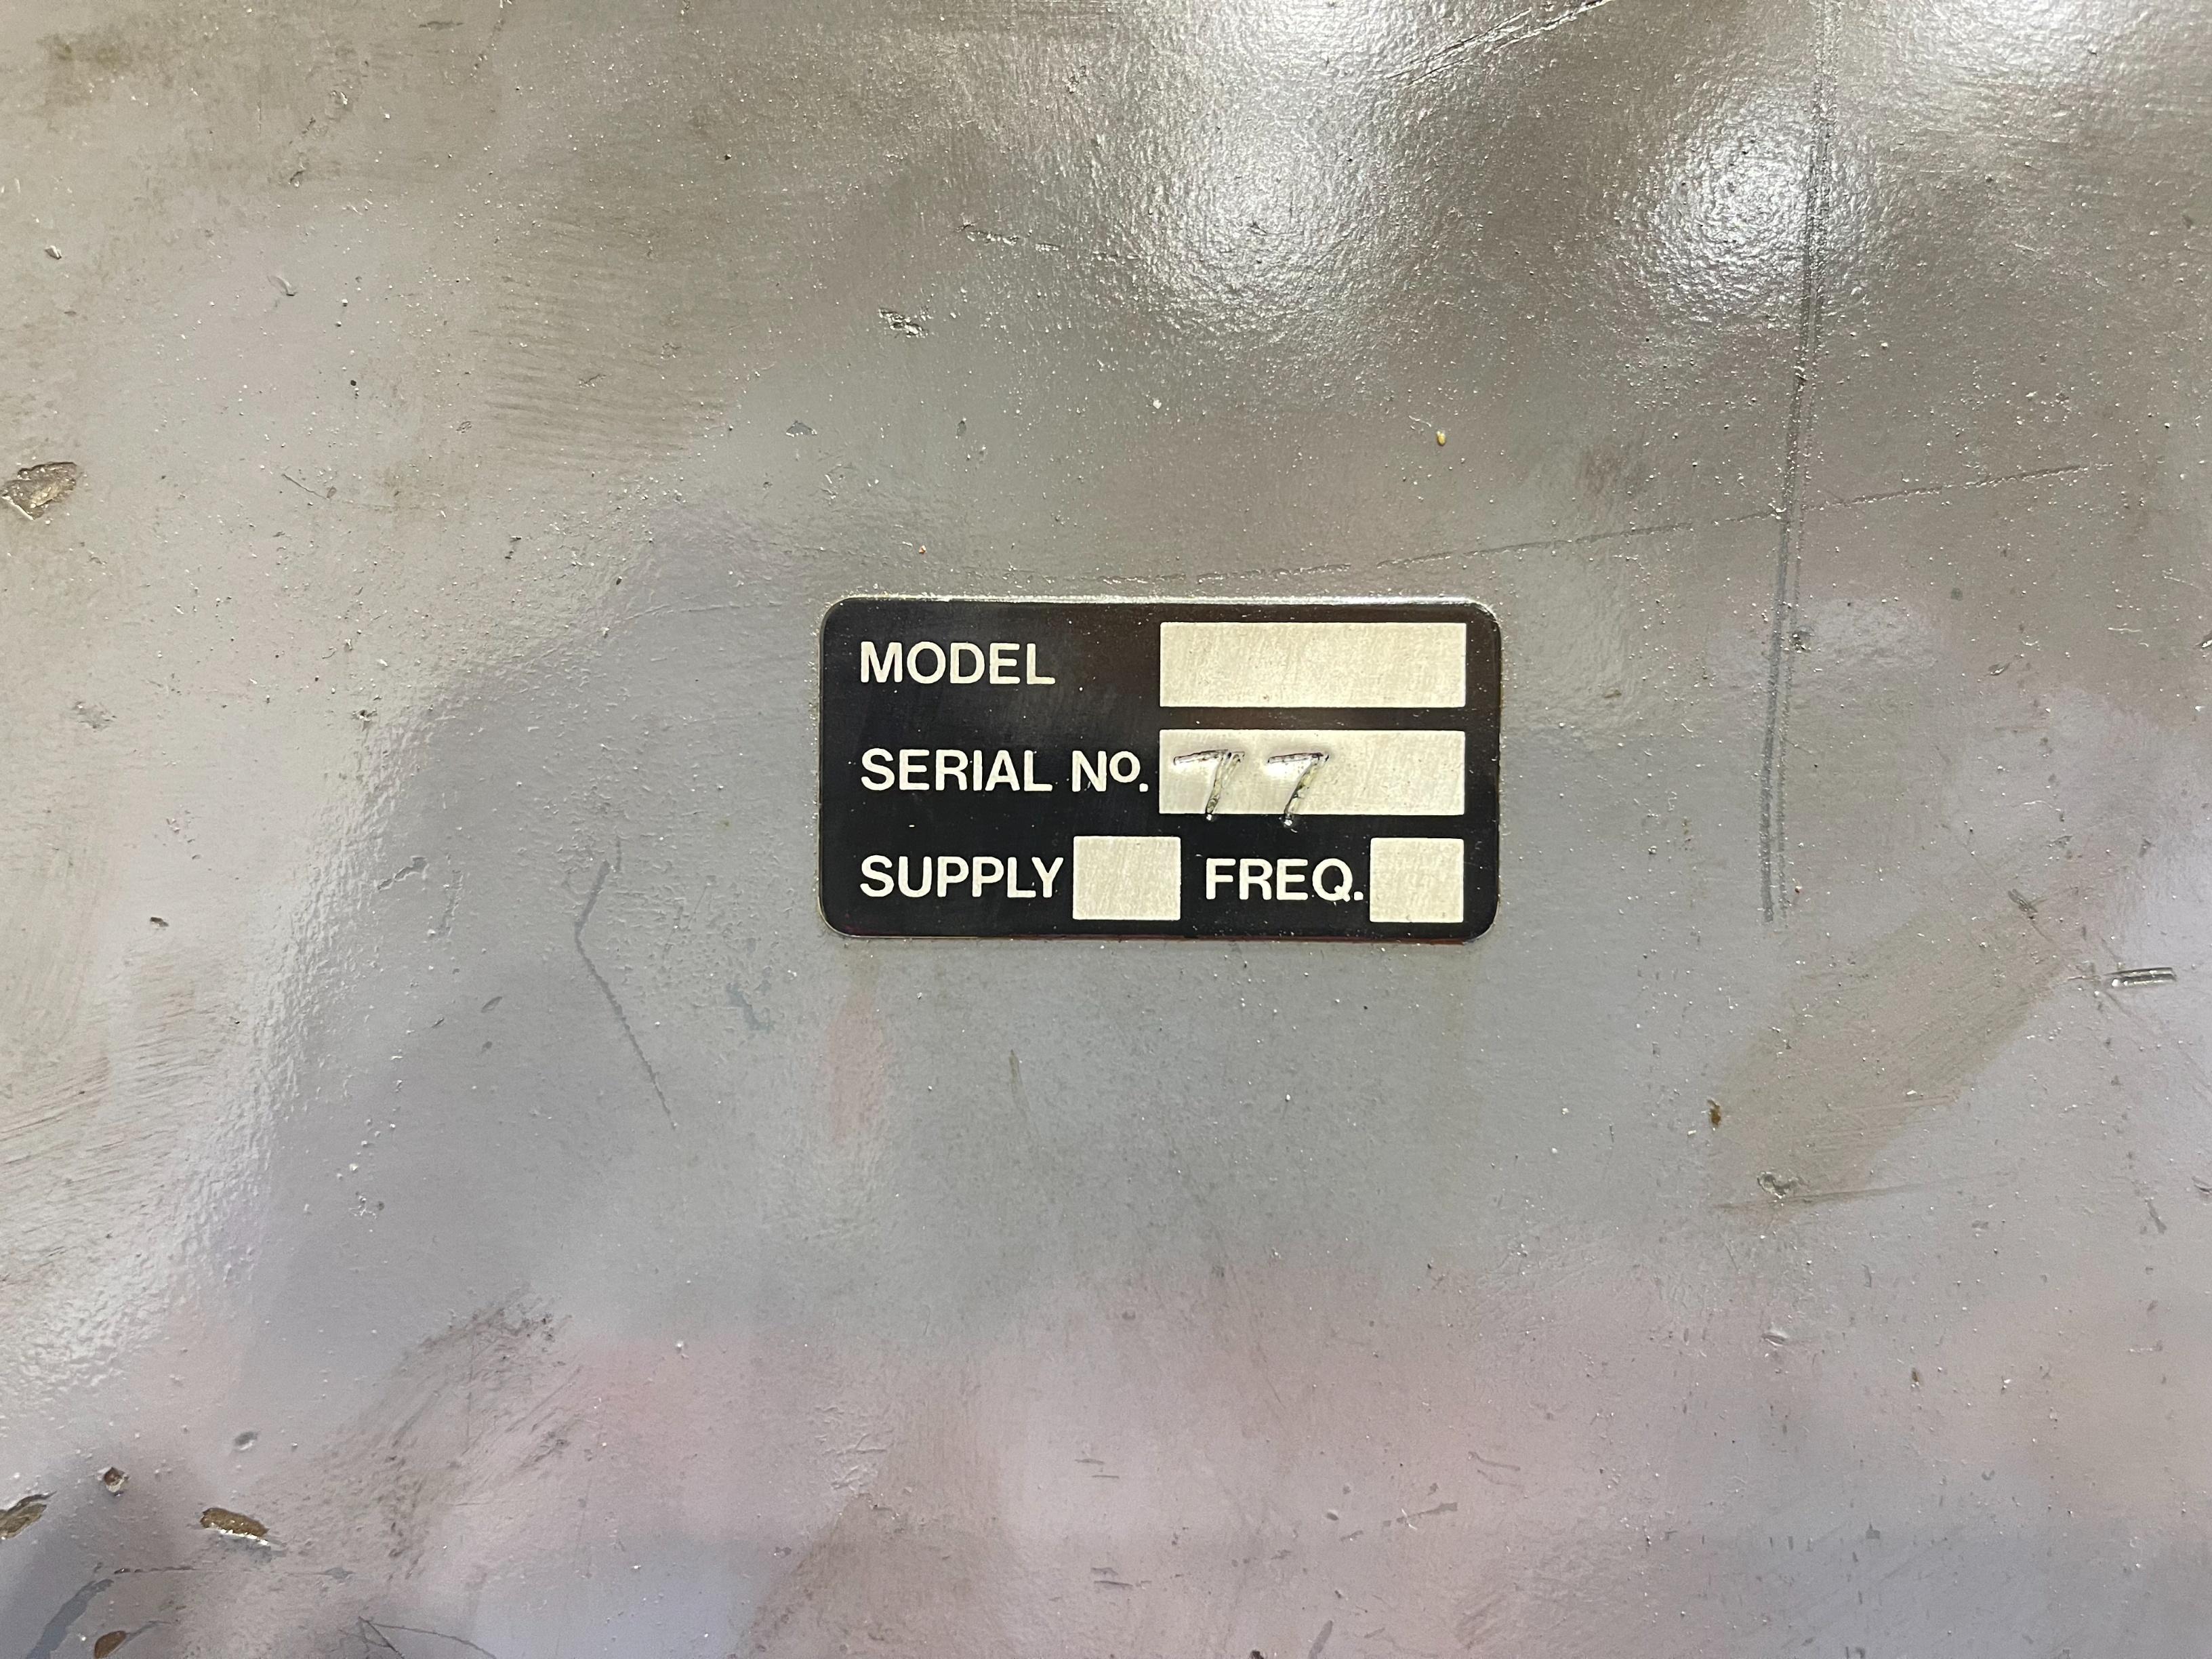 MODEL
SERIAL Nº. 77
SUPPLY FREQ.